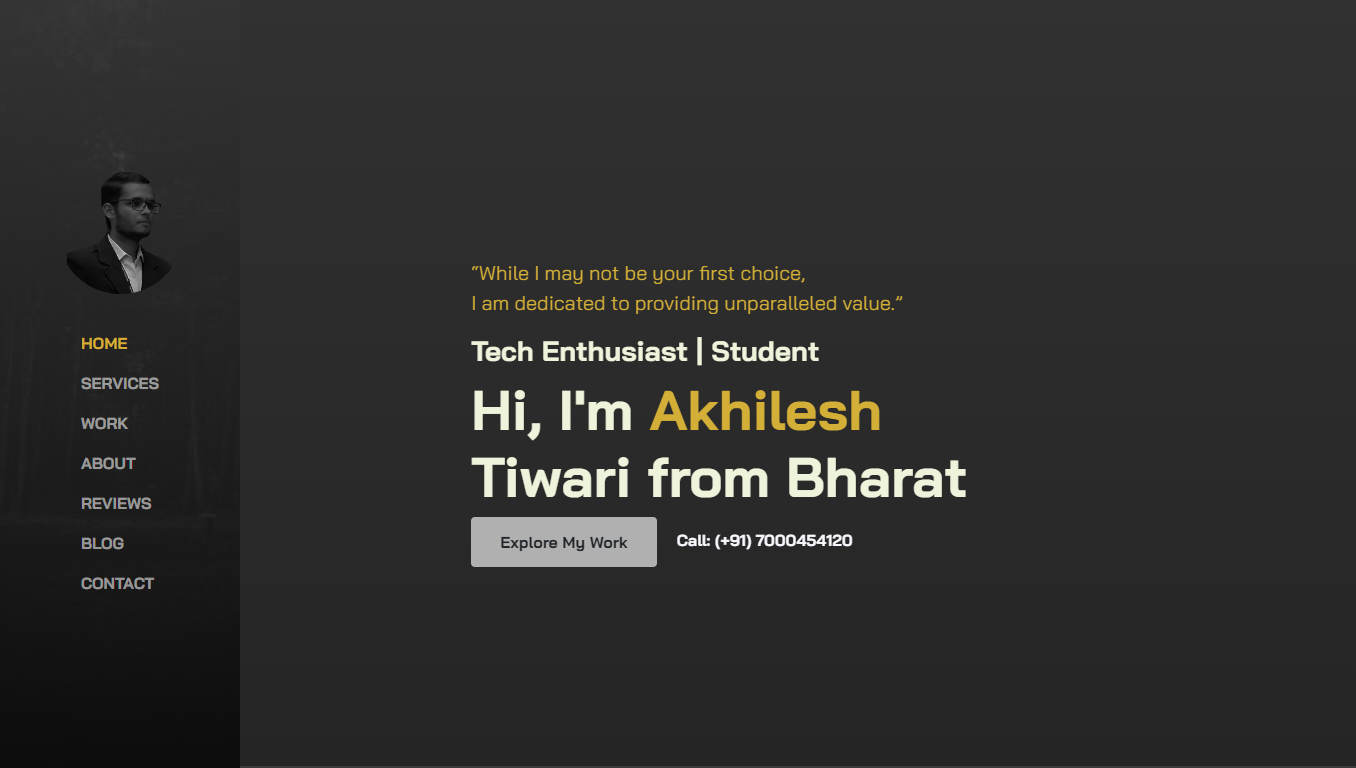 HOME
SERVICES
WORK
ABOUT
REVIEWS
BLOG
CONTACT
“While I may not be your first choice,
I am dedicated to providing unparalleled value.”
Tech Enthusiast | Student
Hi, I'm Akhilesh
Tiwari from Bharat
Explore My Work
Call: (+91) 7000454120